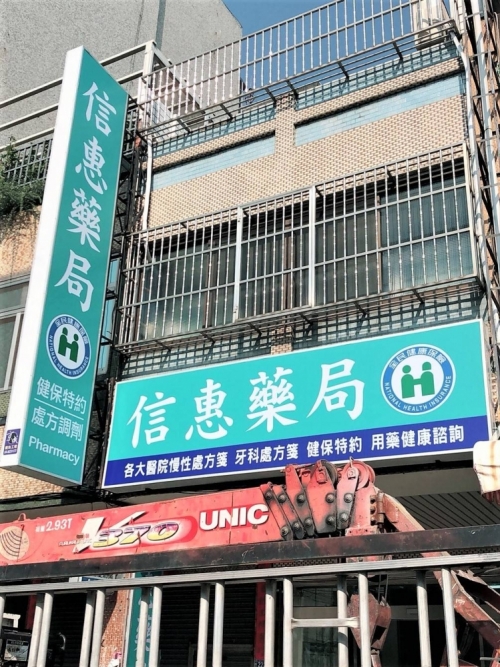 信惠藥局
全民健康保險
NATIONAL HEALTH INSURANCE
健保特約
處方調劑
Pharmacy
信惠藥局
全民健康保險
NATIONAL HEALTH INSURANCE
各大醫院慢性處方箋 牙科處方箋 健保特約 用藥健康諮詢
2.93T
V370
UNIC